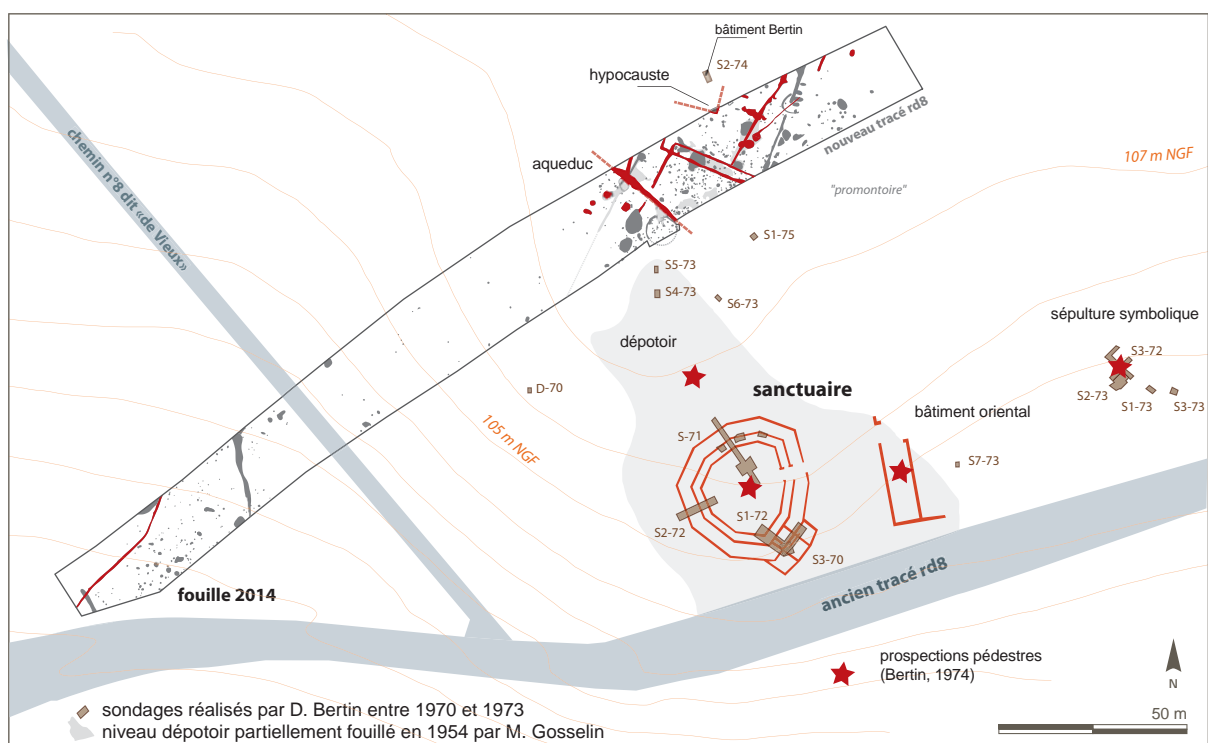 bâtiment Bertin
S2-74
hypocauste
chemin n°8 dit «de Vieux»
nouveau tracé rd8
107 m NGF
aqueduc
"promontoire"
S1-75
S5-73
S4-73
S6-73
sépulture symbolique
dépotoir
S3-72
D-70
sanctuaire
S2-73
S1-73
S3-73
bâtiment oriental
105 m NGF
S-71
S7-73
S1-72
S2-72
S3-70
ancien tracé rd8
fouille 2014
prospections pédestres
(Bertin, 1974)
N
sondages réalisés par D. Bertin entre 1970 et 1973
niveau dépotoir partiellement fouillé en 1954 par M. Gosselin
50 m